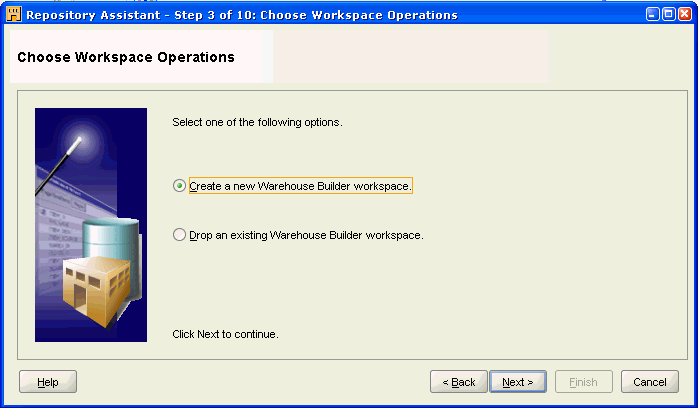 Repository Assistant - Step 3 of 10: Choose Workspace Operations
Choose Workspace Operations
Select one of the following options.
Create a new Warehouse Builder workspace.
Drop an existing Warehouse Builder workspace.
Click Next to continue.
Help
< Back
Next >
Finish
Cancel